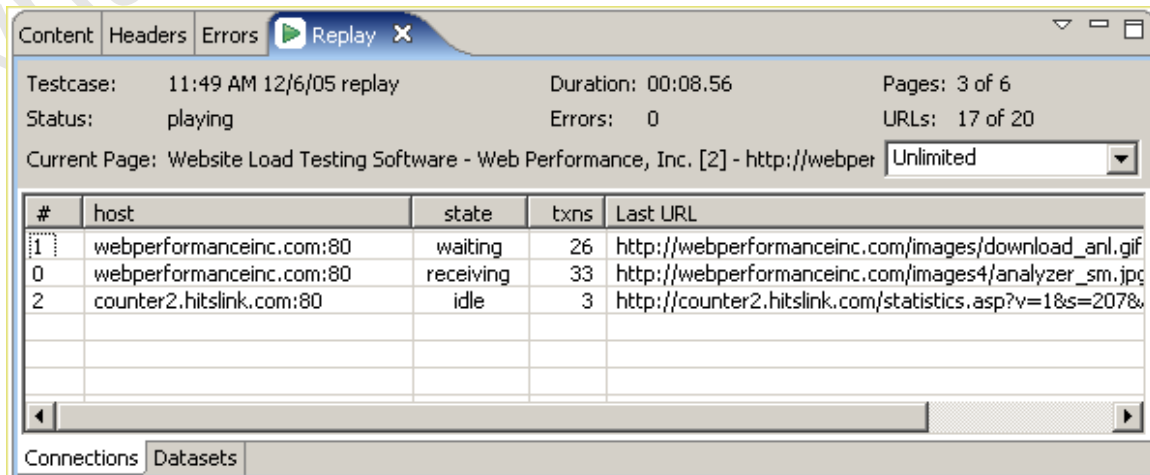 Content Headers Errors Replay
Testcase: 11:49 AM 12/6/05 replay Duration: 00:08.56 Pages: 3 of 6
Status: playing Errors: 0 URLs: 17 of 20
Current Page: Website Load Testing Software - Web Performance, Inc. [2] - http://webper Unlimited
# host state txns Last URL
1 webperformanceinc.com:80 waiting 26 http://webperformanceinc.com/images/download_anl.gif
0 webperformanceinc.com:80 receiving 33 http://webperformanceinc.com/images4/analyzer_sm.jpg
2 counter2.hitslink.com:80 idle 3 http://counter2.hitslink.com/statistics.asp?v=1&s=207&
Connections Datasets